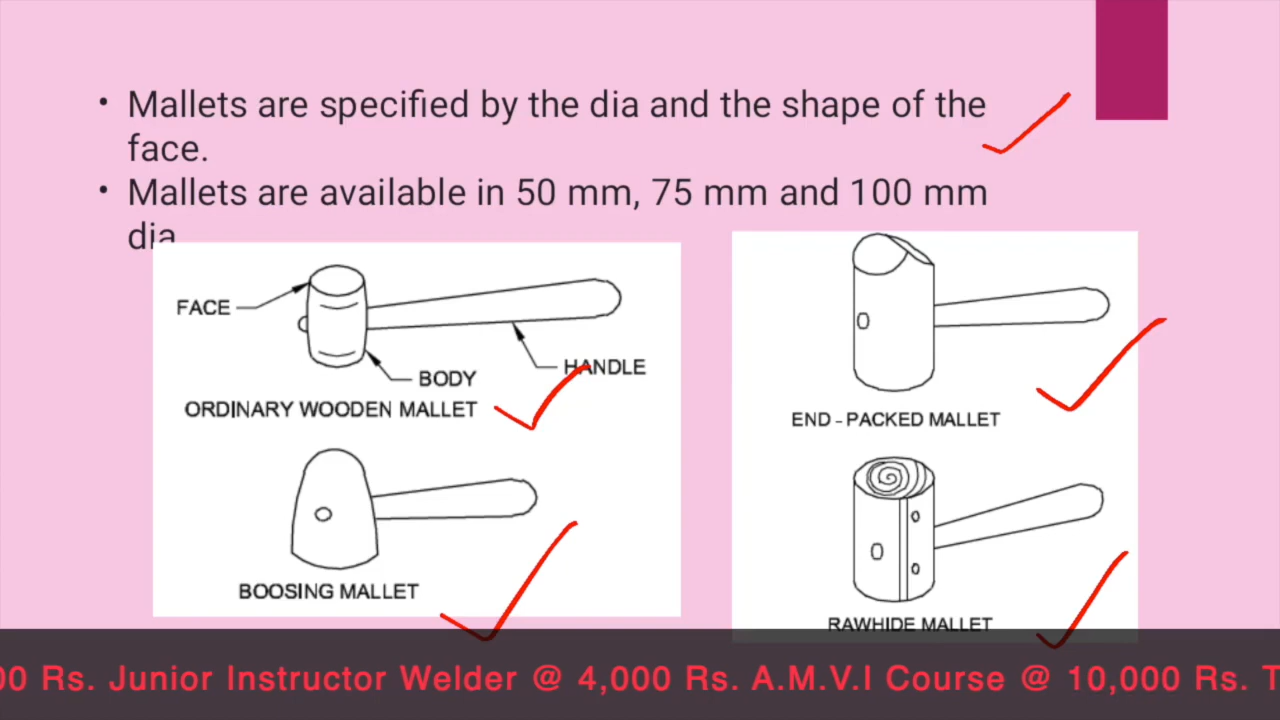 • Mallets are specified by the dia and the shape of the
face.
• Mallets are available in 50 mm, 75 mm and 100 mm
dia
FACE
BODY
HANDLE
ORDINARY WOODEN MALLET
BOOSING MALLET
END - PACKED MALLET
RAWHIDE MALLET
00 Rs. Junior Instructor Welder @ 4,000 Rs. A.M.V.I Course @ 10,000 Rs. T